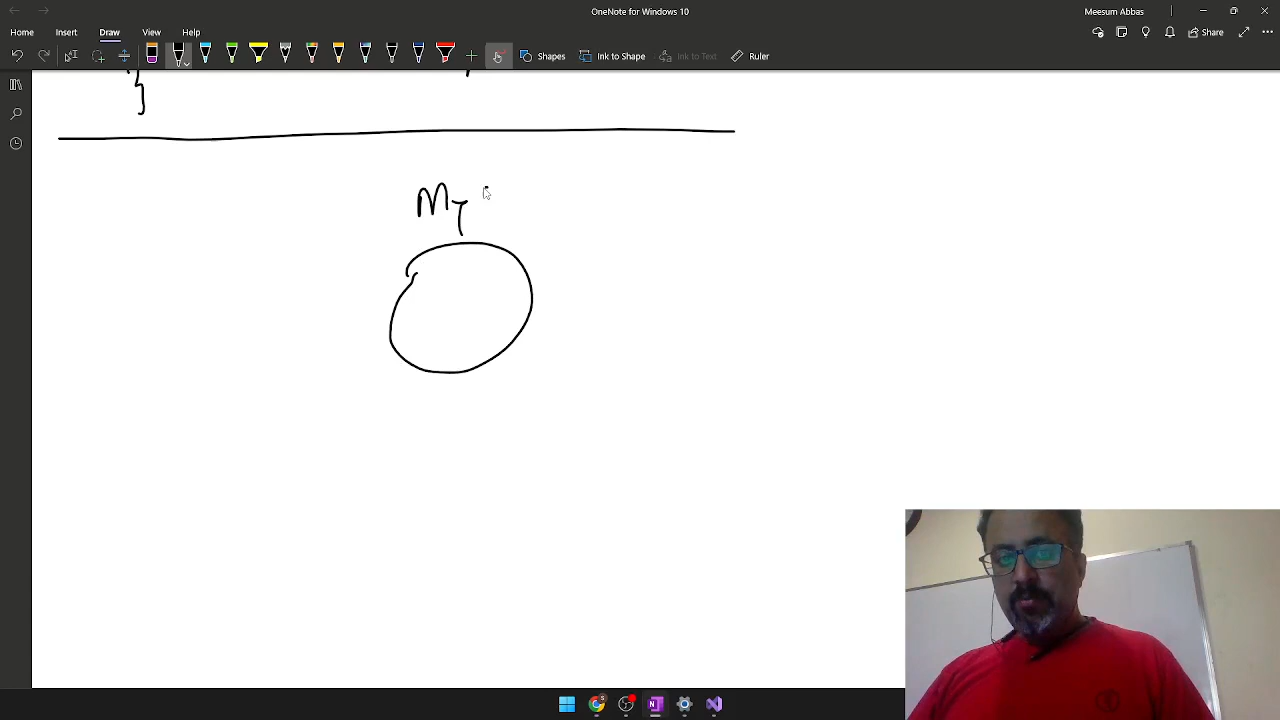 OneNote for Windows 10
Meesum Abbas
Home Insert Draw View Help
Shapes Ink to Shape Ink to Text Ruler Share
}
My